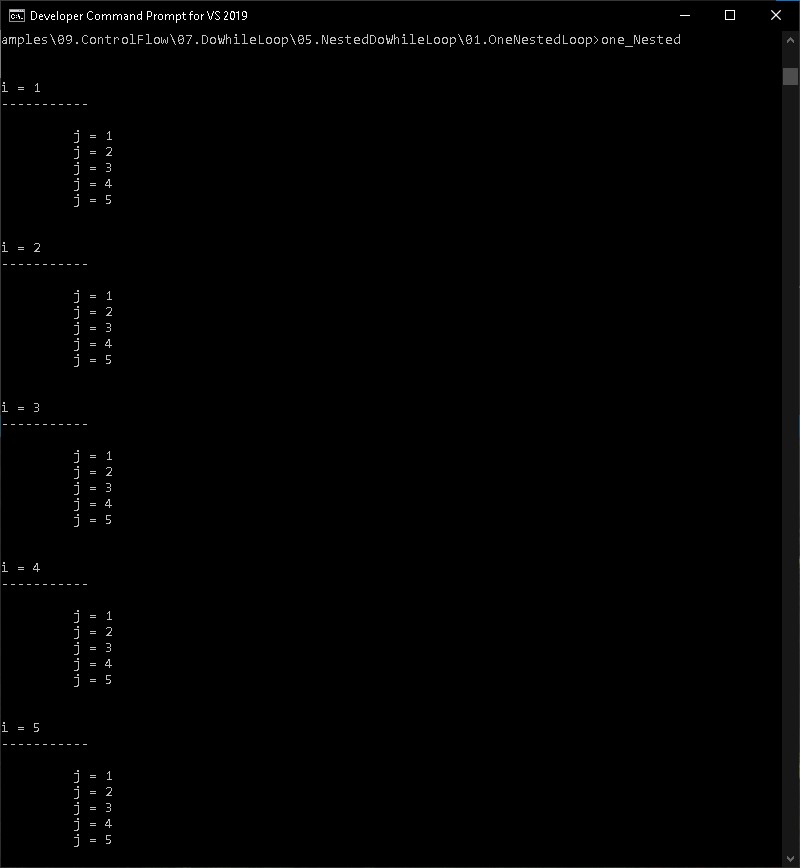 Developer Command Prompt for VS 2019
amples\09.ControlFlow\07.DoWhileLoop\05.NestedDoWhileLoop\01.OneNestedLoop>one_Nested
i = 1
-----------
j = 1
j = 2
j = 3
j = 4
j = 5
i = 2
-----------
j = 1
j = 2
j = 3
j = 4
j = 5
i = 3
-----------
j = 1
j = 2
j = 3
j = 4
j = 5
i = 4
-----------
j = 1
j = 2
j = 3
j = 4
j = 5
i = 5
-----------
j = 1
j = 2
j = 3
j = 4
j = 5